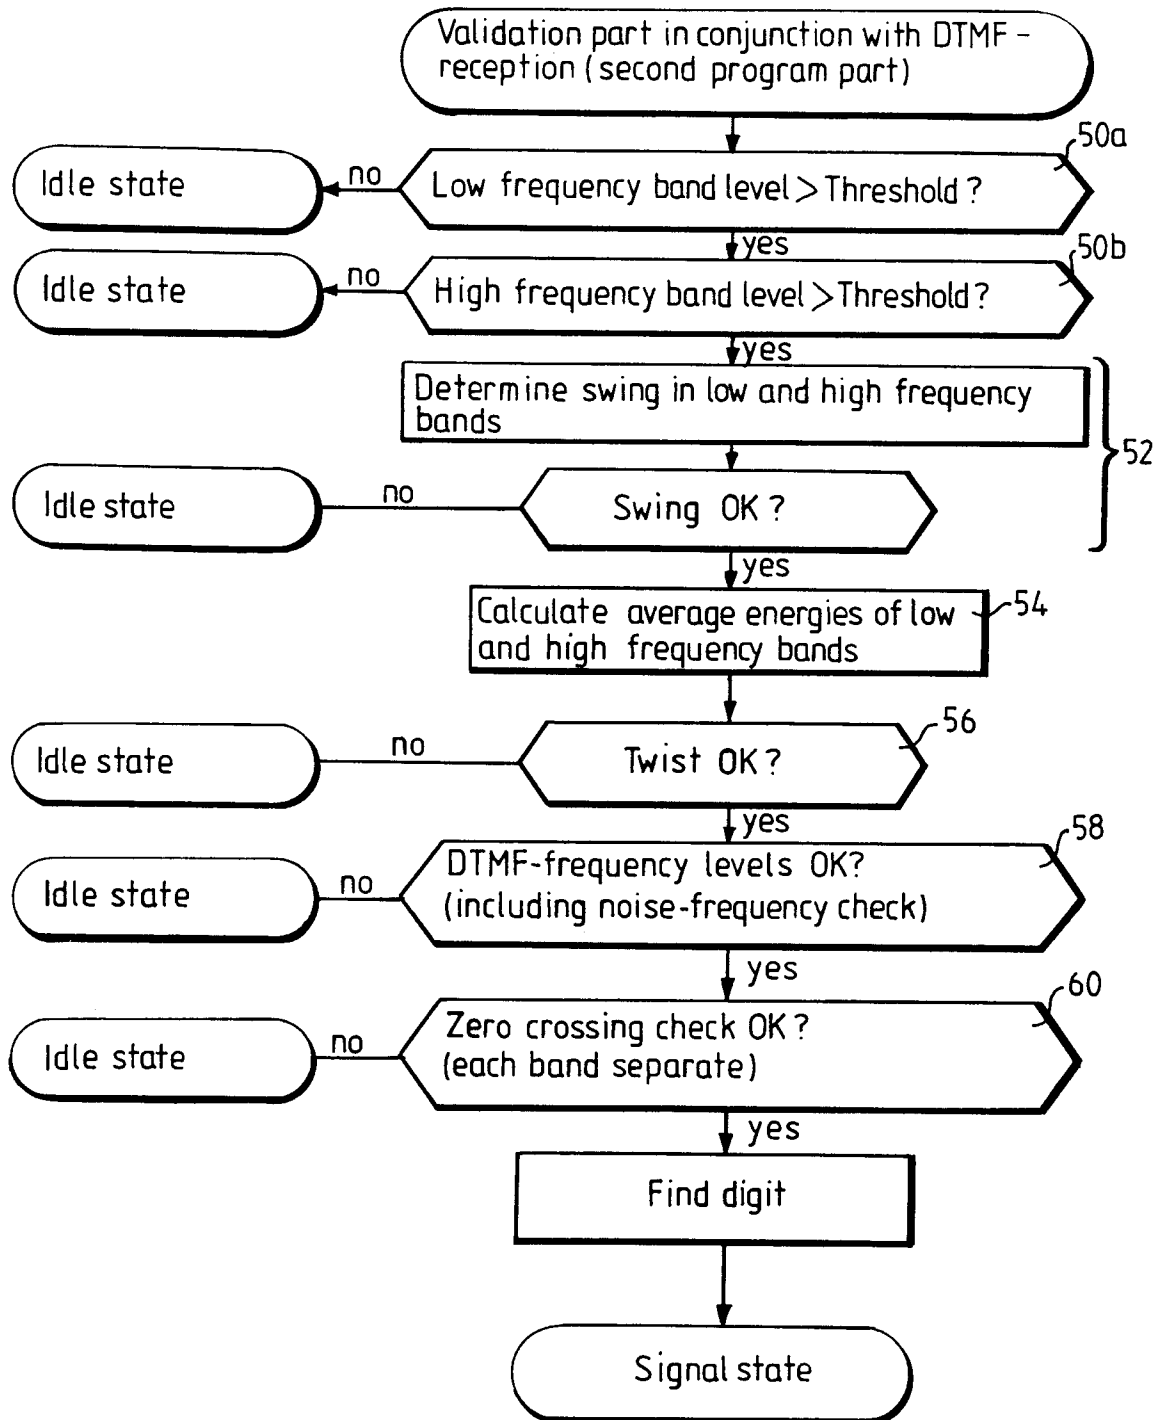 Validation part in conjunction with DTMF-
reception (second program part)
50a
Idle state
no
Low frequency band level > Threshold?
yes
50b
Idle state
no
High frequency band level > Threshold?
yes
Determine swing in low and high frequency
bands
52
Idle state
no
Swing OK?
yes
Calculate average energies of low
and high frequency bands
54
56
Idle state
no
Twist OK?
yes
58
DTMF-frequency levels OK?
(including noise-frequency check)
Idle state
no
yes
60
Zero crossing check OK?
(each band separate)
Idle state
no
yes
Find digit
Signal state